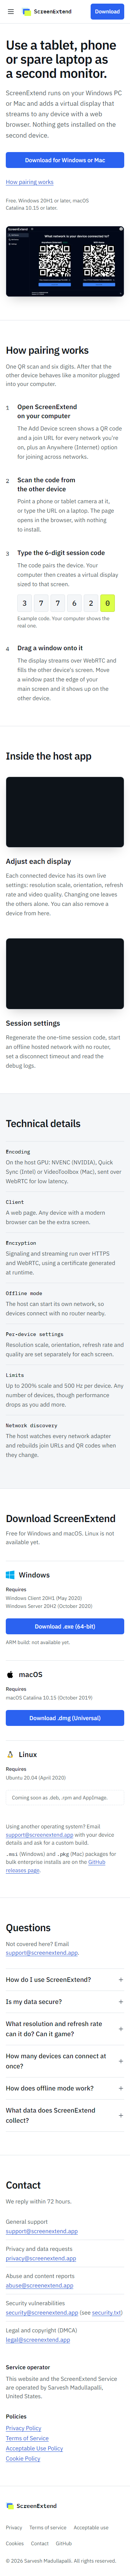 ScreenExtend
Download
Use a tablet, phone
or spare laptop as
a second monitor.
ScreenExtend runs on your Windows PC
or Mac and adds a virtual display that
streams to any device with a web
browser. Nothing gets installed on the
second device.
Download for Windows or Mac
How pairing works
Free. Windows 20H1 or later, macOS
Catalina 10.15 or later.
How pairing works
One QR scan and six digits. After that the
other device behaves like a monitor plugged
into your computer.
1
Open ScreenExtend
on your computer
The Add Device screen shows a QR code
and a join URL for every network you're
on, plus an Anywhere (Internet) option
for joining across networks.
2
Scan the code from
the other device
Point a phone or tablet camera at it,
or type the URL on a laptop. The page
opens in the browser, with nothing
to install.
3
Type the 6-digit session code
The code pairs the device. Your
computer then creates a virtual display
sized to that screen.
3 7 7 6 2 0
Example code. Your computer shows the
real one.
4
Drag a window onto it
The display streams over WebRTC and
fills the other device's screen. Move
a window past the edge of your
main screen and it shows up on the
other device.
Inside the host app
Adjust each display
Each connected device has its own live
settings: resolution scale, orientation, refresh
rate and video quality. Changing one leaves
the others alone. You can also remove a
device from here.
Session settings
Regenerate the one-time session code, start
an offline hosted network with no router,
set a disconnect timeout and read the
debug logs.
Technical details
Encoding
On the host GPU: NVENC (NVIDIA), Quick
Sync (Intel) or VideoToolbox (Mac), sent over
WebRTC for low latency.
Client
A web page. Any device with a modern
browser can be the extra screen.
Encryption
Signaling and streaming run over HTTPS
and WebRTC, using a certificate generated
at runtime.
Offline mode
The host can start its own network, so
devices connect with no router nearby.
Per-device settings
Resolution scale, orientation, refresh rate and
quality are set separately for each screen.
Limits
Up to 200% scale and 500 Hz per device. Any
number of devices, though performance
drops as you add more.
Network discovery
The host watches every network adapter
and rebuilds join URLs and QR codes when
they change.
Download ScreenExtend
Free for Windows and macOS. Linux is not
available yet.
Windows
Requires
Windows Client 20H1 (May 2020)
Windows Server 20H2 (October 2020)
Download .exe (64-bit)
ARM build: not available yet.
macOS
Requires
macOS Catalina 10.15 (October 2019)
Download .dmg (Universal)
Linux
Requires
Ubuntu 20.04 (April 2020)
Coming soon as .deb, .rpm and AppImage.
Using another operating system? Email
support@screenextend.app with your device
details and ask for a custom build.
.msi (Windows) and .pkg (Mac) packages for
bulk enterprise installs are on the GitHub
releases page.
Questions
Not covered here? Email
support@screenextend.app.
How do I use ScreenExtend?
Is my data secure?
What resolution and refresh rate
can it do? Can it game?
How many devices can connect at
once?
How does offline mode work?
What data does ScreenExtend
collect?
Contact
We reply within 72 hours.
General support
support@screenextend.app
Privacy and data requests
privacy@screenextend.app
Abuse and content reports
abuse@screenextend.app
Security vulnerabilities
security@screenextend.app (see security.txt)
Legal and copyright (DMCA)
legal@screenextend.app
Service operator
This website and the ScreenExtend Service
are operated by Sarvesh Madullapalli,
United States.
Policies
Privacy Policy
Terms of Service
Acceptable Use Policy
Cookie Policy
ScreenExtend
Privacy Terms of service Acceptable use
Cookies Contact GitHub
© 2026 Sarvesh Madullapalli. All rights reserved.